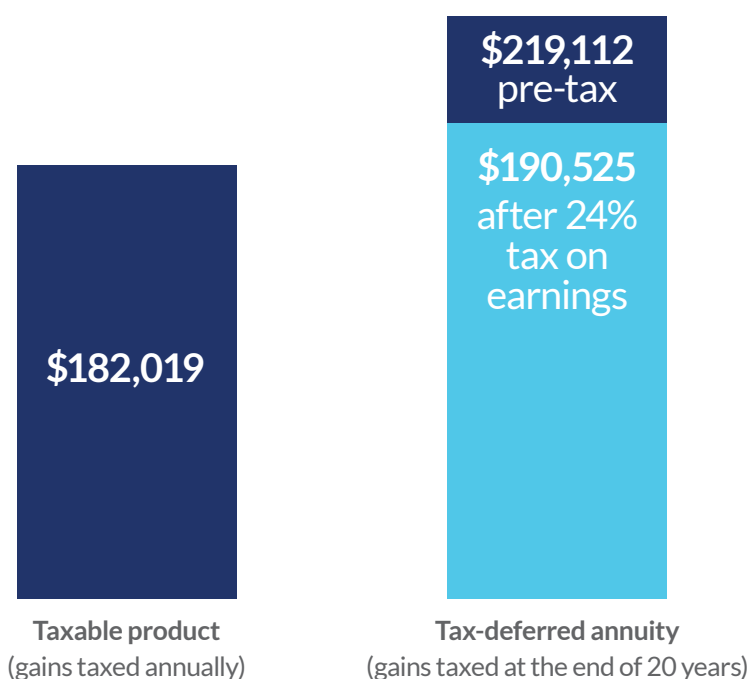 $219,112
pre-tax
$190,525
after 24%
tax on
earnings
$182,019
Taxable product
(gains taxed annually)
Tax-deferred annuity
(gains taxed at the end of 20 years)